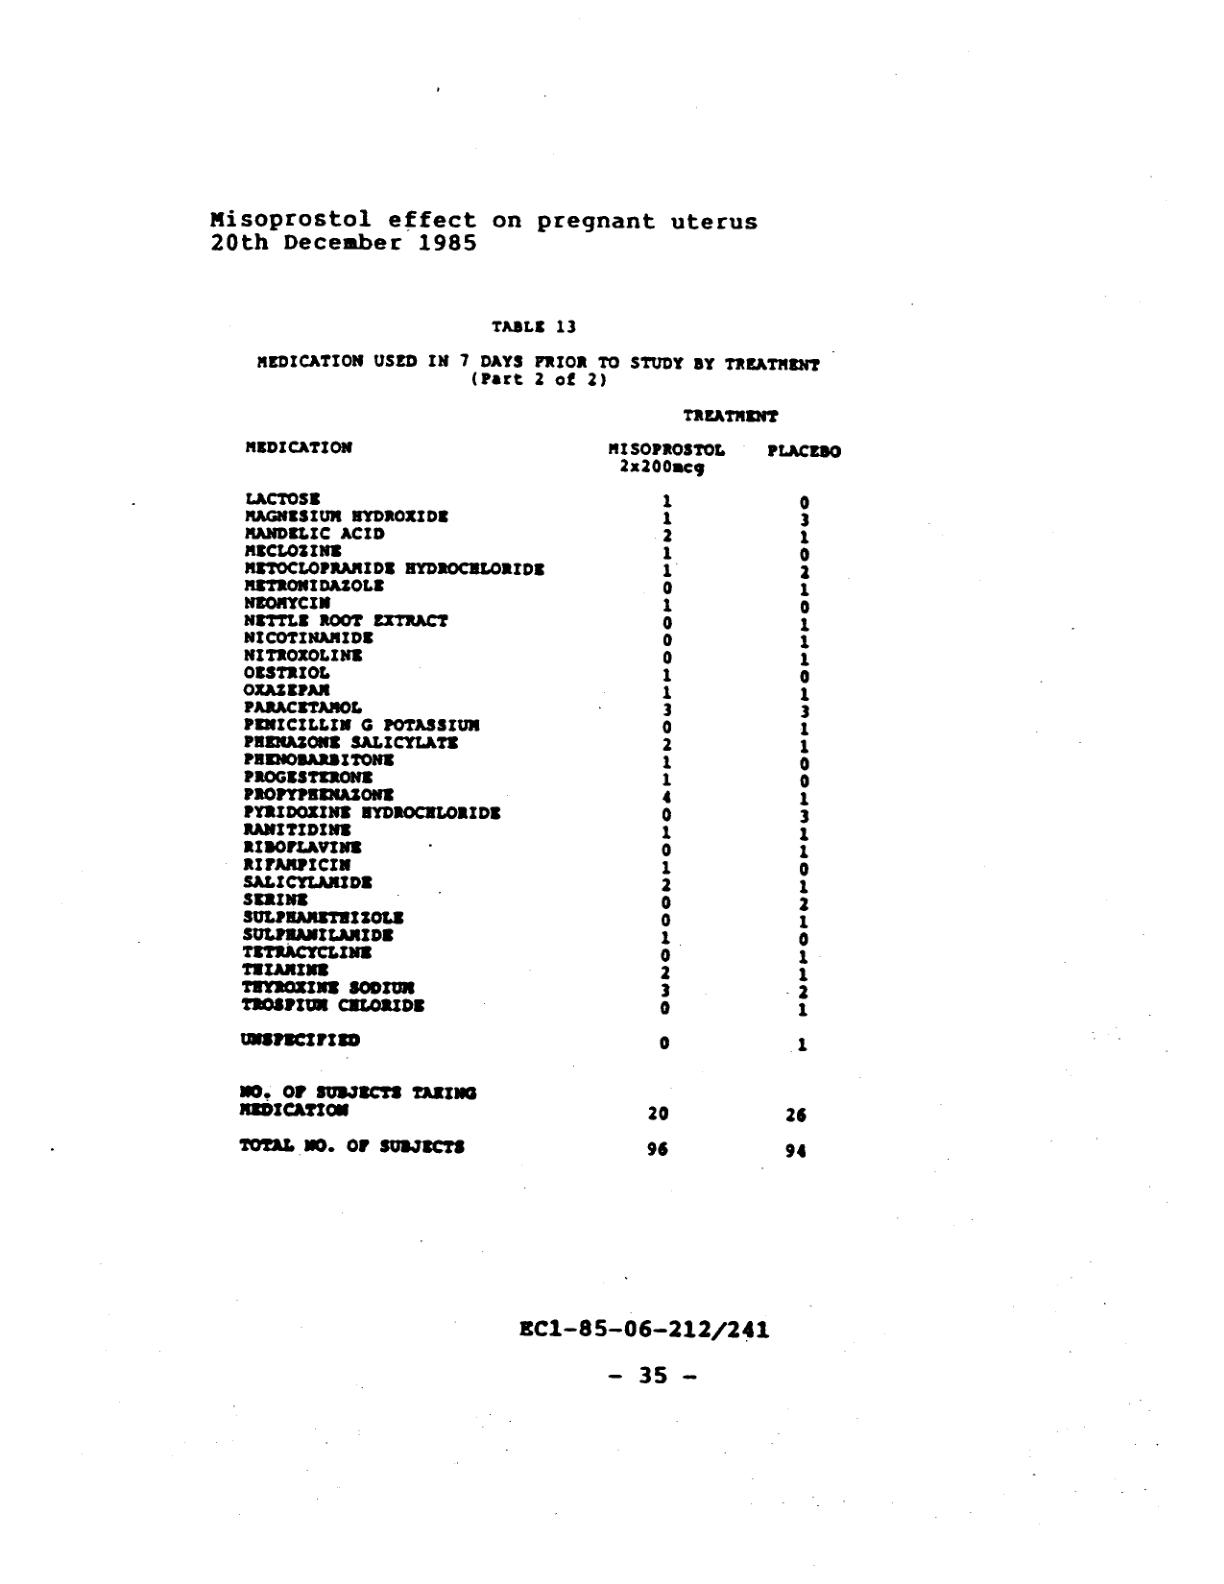 Misoprostol effect on pregnant uterus
20th December 1985
TABLE 13
MEDICATION USED IN 7 DAYS PRIOR TO STUDY BY TREATMENT
(Part 2 of 2)
TREATMENT
MEDICATION MISOPROSTOL PLACEBO
2x200mcg
LACTOSE 1 0
MAGNESIUM HYDROXIDE 1 3
MANDELIC ACID 2 1
MECLOZINE 1 0
METOCLOPRAMIDE HYDROCHLORIDE 1 2
METRONIDAZOLE 0 1
NEOMYCIN 1 0
NETTLE ROOT EXTRACT 0 1
NICOTINAMIDE 0 1
NITROXOLINE 0 1
OESTRIOL 1 0
OXAZEPAM 1 1
PARACETAMOL 3 3
PENICILLIN G POTASSIUM 0 1
PHENAZONE SALICYLATE 2 1
PHENOBARBITONE 1 0
PROGESTERONE 1 0
PROPYPHENAZONE 4 1
PYRIDOXINE HYDROCHLORIDE 0 3
RANITIDINE 1 1
RIBOFLAVINE 0 1
RIFAMPICIN 1 0
SALICYLAMIDE 2 1
SERINE 0 2
SULPHAMETHIZOLE 0 1
SULPHANILAMIDE 1 0
TETRACYCLINE 0 1
THIAMINE 2 1
THYROXINE SODIUM 3 2
TROSPIUM CHLORIDE 0 1
UNSPECIFIED 0 1
NO. OF SUBJECTS TAKING
MEDICATION 20 26
TOTAL NO. OF SUBJECTS 96 94
EC1-85-06-212/241
- 35 -